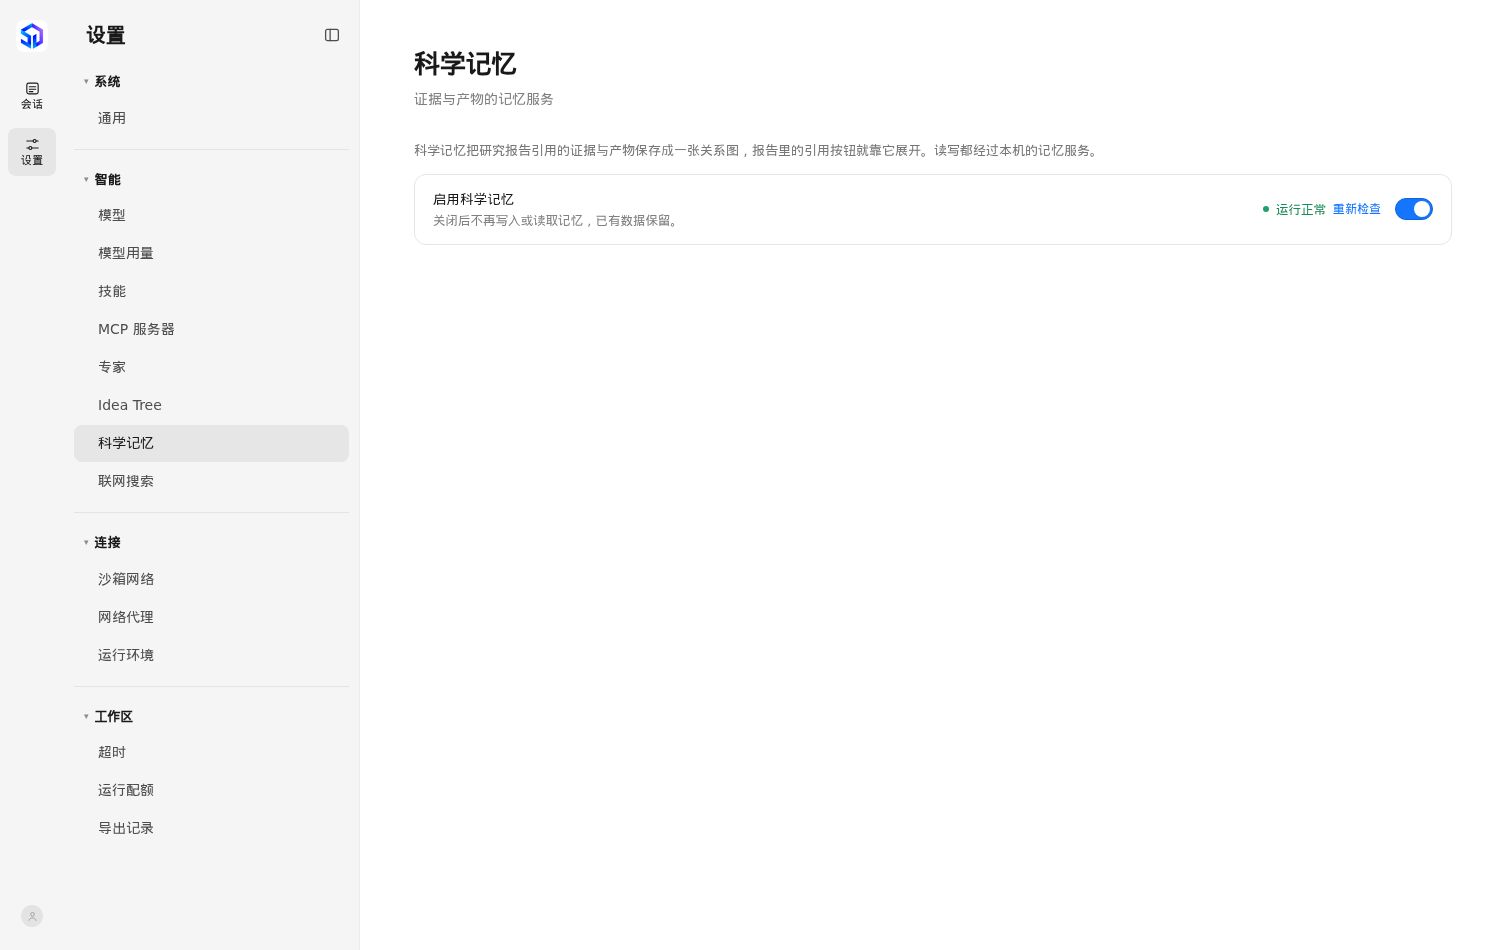 会话
设置
设置
系统
通用
智能
模型
模型用量
技能
MCP 服务器
专家
Idea Tree
科学记忆
联网搜索
连接
沙箱网络
网络代理
运行环境
工作区
超时
运行配额
导出记录
科学记忆
证据与产物的记忆服务
科学记忆把研究报告引用的证据与产物保存成一张关系图，报告里的引用按钮就靠它展开。读写都经过本机的记忆服务。
启用科学记忆
关闭后不再写入或读取记忆，已有数据保留。
运行正常 重新检查